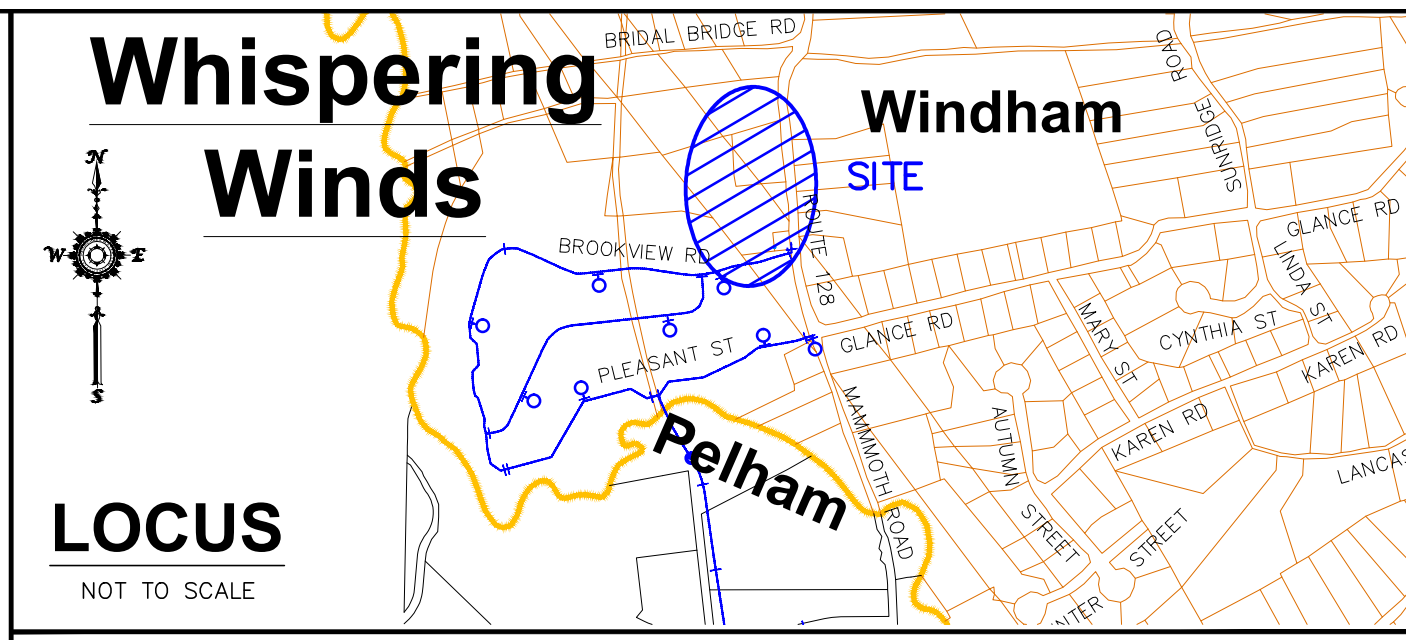 Whispering
Winds
BRIDAL BRIDGE RD
Windham
SITE
ROAD
SUNRIDGE
N
W E
S
BROOKVIEW RD
ROUTE 128
GLANCE RD
LINDA ST
GLANCE RD
MARY ST
CYNTHIA ST
KAREN RD
PLEASANT ST
MAMMMOTH ROAD
AUTUMN
STREET
KAREN RD
Pelham
STREET
LOCUS
NOT TO SCALE